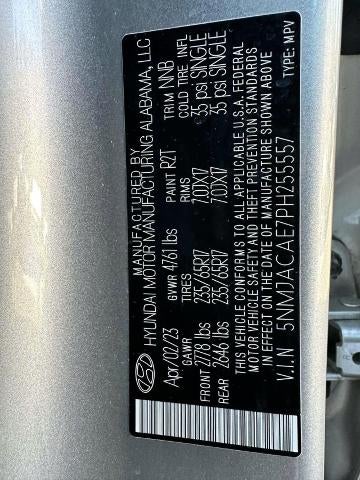 MANUFACTURED BY
HYUNDAI MOTOR MANUFACTURING ALABAMA, LLC
Apr/02/23 GVWR 4761 lbs PAINT R2T TRIM NNB
GAWR TIRES RIMS COLD TIRE INFL
FRONT 2778 lbs 235/65R17 7.0JX17 35 psi SINGLE
REAR 2646 lbs 235/65R17 7.0JX17 35 psi SINGLE
THIS VEHICLE CONFORMS TO ALL APPLICABLE U.S.A FEDERAL
MOTOR VEHICLE SAFETY AND THEFT PREVENTION STANDARDS
IN EFFECT ON THE DATE OF MANUFACTURE SHOWN ABOVE
V.I.N 5NMJACAE7PH255557 TYPE: MPV